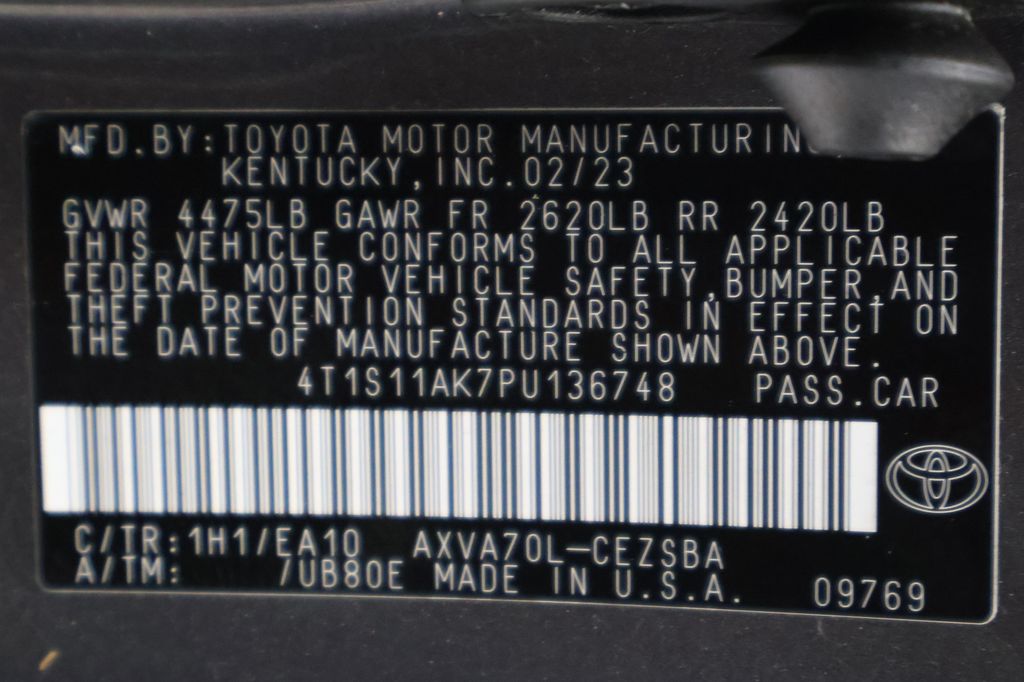 MFD.BY:TOYOTA MOTOR MANUFACTURING
KENTUCKY,INC.02/23
GVWR 4475LB GAWR FR 2620LB RR 2420LB
THIS VEHICLE CONFORMS TO ALL APPLICABLE
FEDERAL MOTOR VEHICLE SAFETY,BUMPER,AND
THEFT PREVENTION STANDARDS IN EFFECT ON
THE DATE OF MANUFACTURE SHOWN ABOVE.
4T1S11AK7PU136748 PASS.CAR
C/TR:1H1/EA10 AXVA70L-CEZSBA
A/TM: /UB80E MADE IN U.S.A. 09769